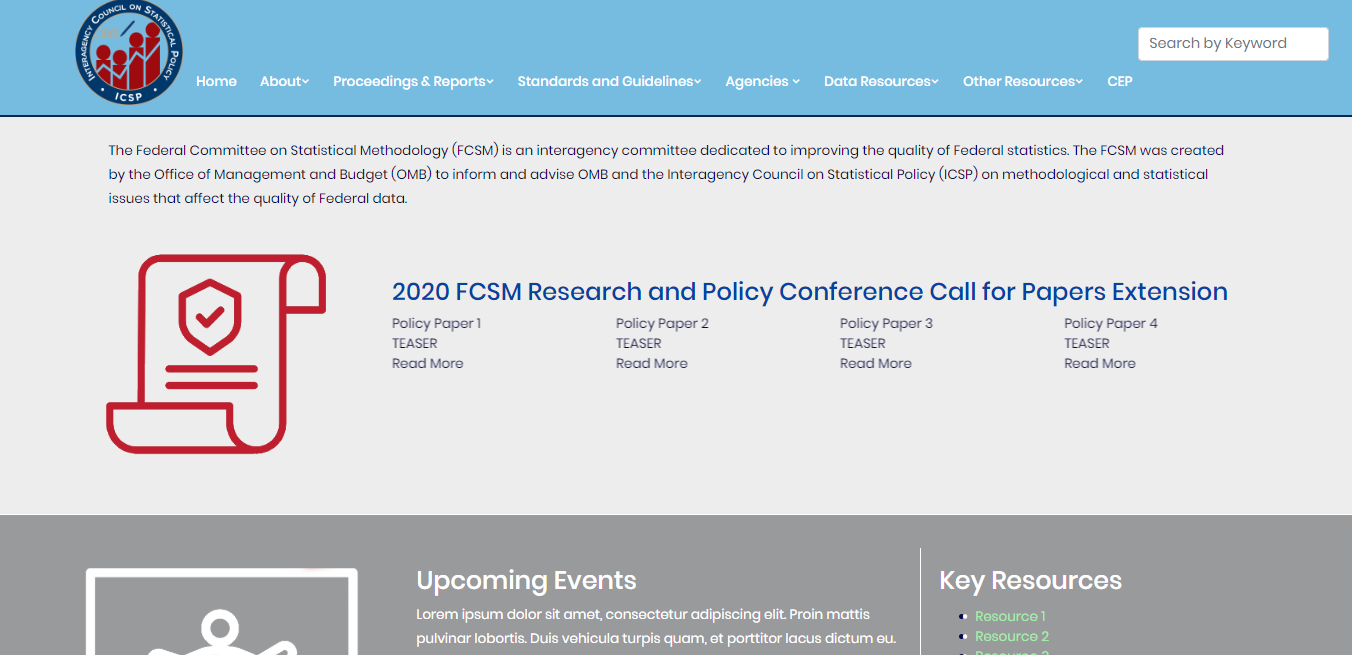 INTERAGENCY COUNCIL ON STATISTICAL POLICY
ICSP
Search by Keyword
Home About Proceedings & Reports Standards and Guidelines Agencies Data Resources Other Resources CEP
The Federal Committee on Statistical Methodology (FCSM) is an interagency committee dedicated to improving the quality of Federal statistics. The FCSM was created
by the Office of Management and Budget (OMB) to inform and advise OMB and the Interagency Council on Statistical Policy (ICSP) on methodological and statistical
issues that affect the quality of Federal data.
2020 FCSM Research and Policy Conference Call for Papers Extension
Policy Paper 1 Policy Paper 2 Policy Paper 3 Policy Paper 4
TEASER TEASER TEASER TEASER
Read More Read More Read More Read More
Upcoming Events
Lorem ipsum dolor sit amet, consectetur adipiscing elit. Proin mattis
pulvinar lobortis. Duis vehicula turpis quam, et porttitor lacus dictum eu.
Key Resources
Resource 1
Resource 2